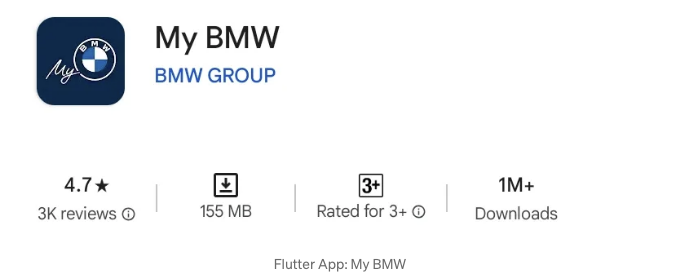 My BMW
My BMW
BMW GROUP
4.7★
3K reviews ⓘ
155 MB
3+
Rated for 3+ ⓘ
1M+
Downloads
Flutter App: My BMW